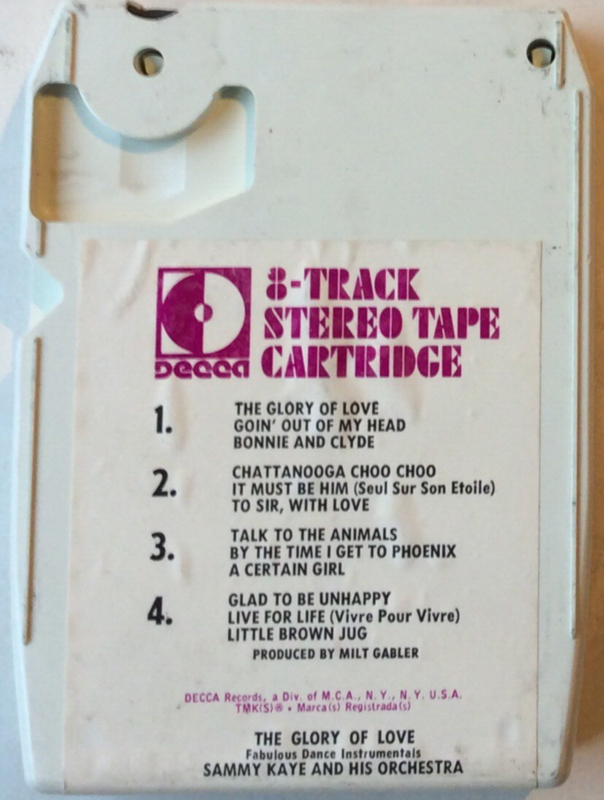 8-TRACK
STEREO TAPE
CARTRIDGE
DECCA
1.
THE GLORY OF LOVE
GOIN' OUT OF MY HEAD
BONNIE AND CLYDE
2.
CHATTANOOGA CHOO CHOO
IT MUST BE HIM (Seul Sur Son Etoile)
TO SIR, WITH LOVE
3.
TALK TO THE ANIMALS
BY THE TIME I GET TO PHOENIX
A CERTAIN GIRL
4.
GLAD TO BE UNHAPPY
LIVE FOR LIFE (Vivre Pour Vivre)
LITTLE BROWN JUG
PRODUCED BY MILT GABLER
DECCA Records, a Div. of M.C.A., N.Y., N.Y. U.S.A.
TMK(S)® • Marca(s) Registrada(s)
THE GLORY OF LOVE
Fabulous Dance Instrumentals
SAMMY KAYE AND HIS ORCHESTRA